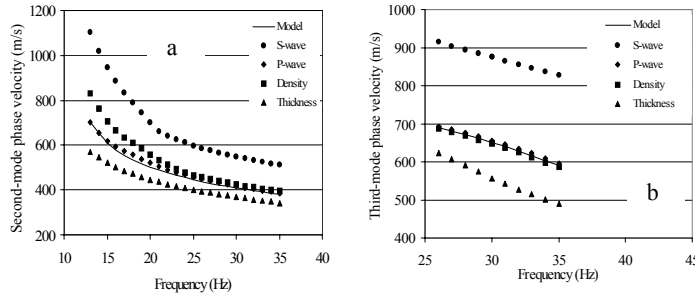 1200
1000
800
600
400
200
10 15 20 25 30 35 40
Second-mode phase velocity (m/s)
Frequency (Hz)
a
Model
S-wave
P-wave
Density
Thickness
1000
900
800
700
600
500
400
25 30 35 40 45
Third-mode phase velocity (m/s)
Frequency (Hz)
b
Model
S-wave
P-wave
Density
Thickness